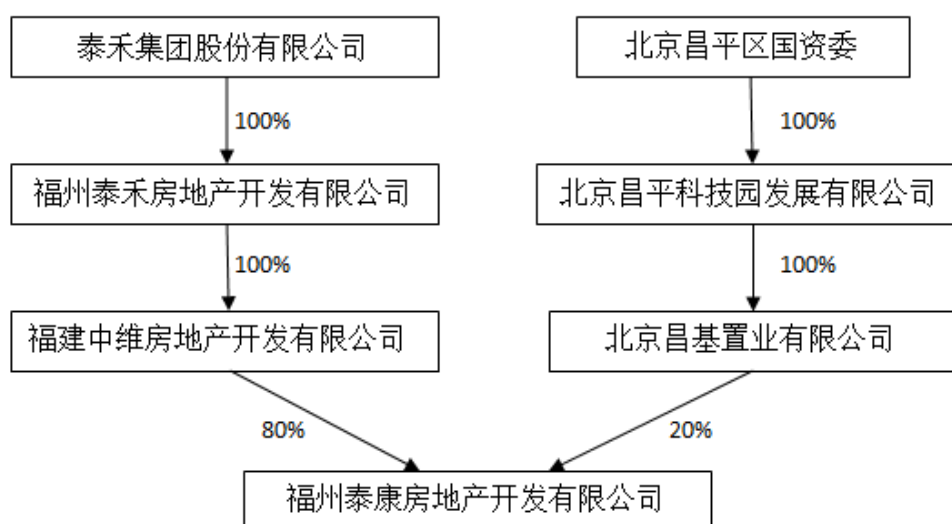 泰禾集团股份有限公司
北京昌平区国资委
100%
100%
福州泰禾房地产开发有限公司
北京昌平科技园发展有限公司
100%
100%
福建中维房地产开发有限公司
北京昌基置业有限公司
80%
20%
福州泰康房地产开发有限公司